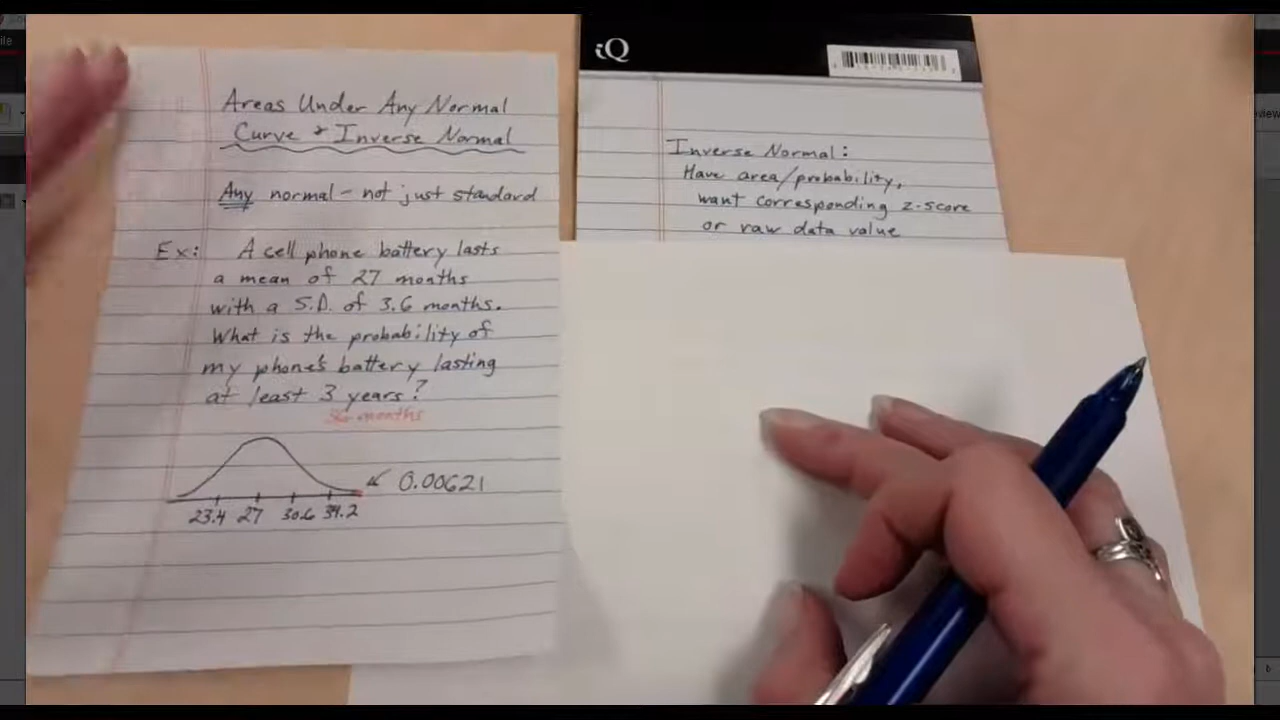 Areas Under Any Normal
Curve & Inverse Normal
Any normal - not just standard
Ex: A cell phone battery lasts
a mean of 27 months
with a S.D. of 3.6 months.
What is the probability of
my phone's battery lasting
at least 3 years?
36 months
0.00621
23.4 27 30.6 34.2
iQ
Inverse Normal:
Have area/probability,
want corresponding z-score
or raw data value